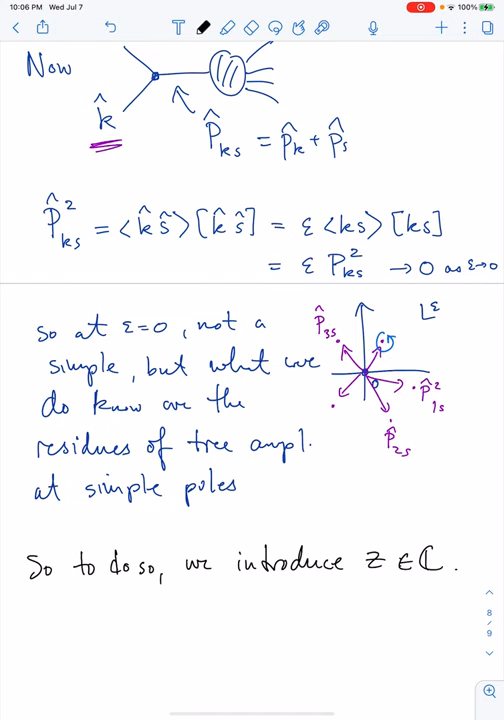 10:06 PM Wed Jul 7
100%
Now
k̂
P̂ₖₛ = P̂ₖ + P̂ₛ
P̂ₖₛ² = ⟨k̂ ŝ⟩[k̂ ŝ] = ε ⟨ks⟩ [ks]
= ε Pₖₛ² → 0 as ε→0
so at ε=0, not a
simple, but what we
do know are the
residues of tree ampl.
at simple poles
P̂₃ₛ
ε
0
P̂₁ₛ²
P̂₂ₛ
So to do so, we introduce z ∈ ℂ.
8
/
9